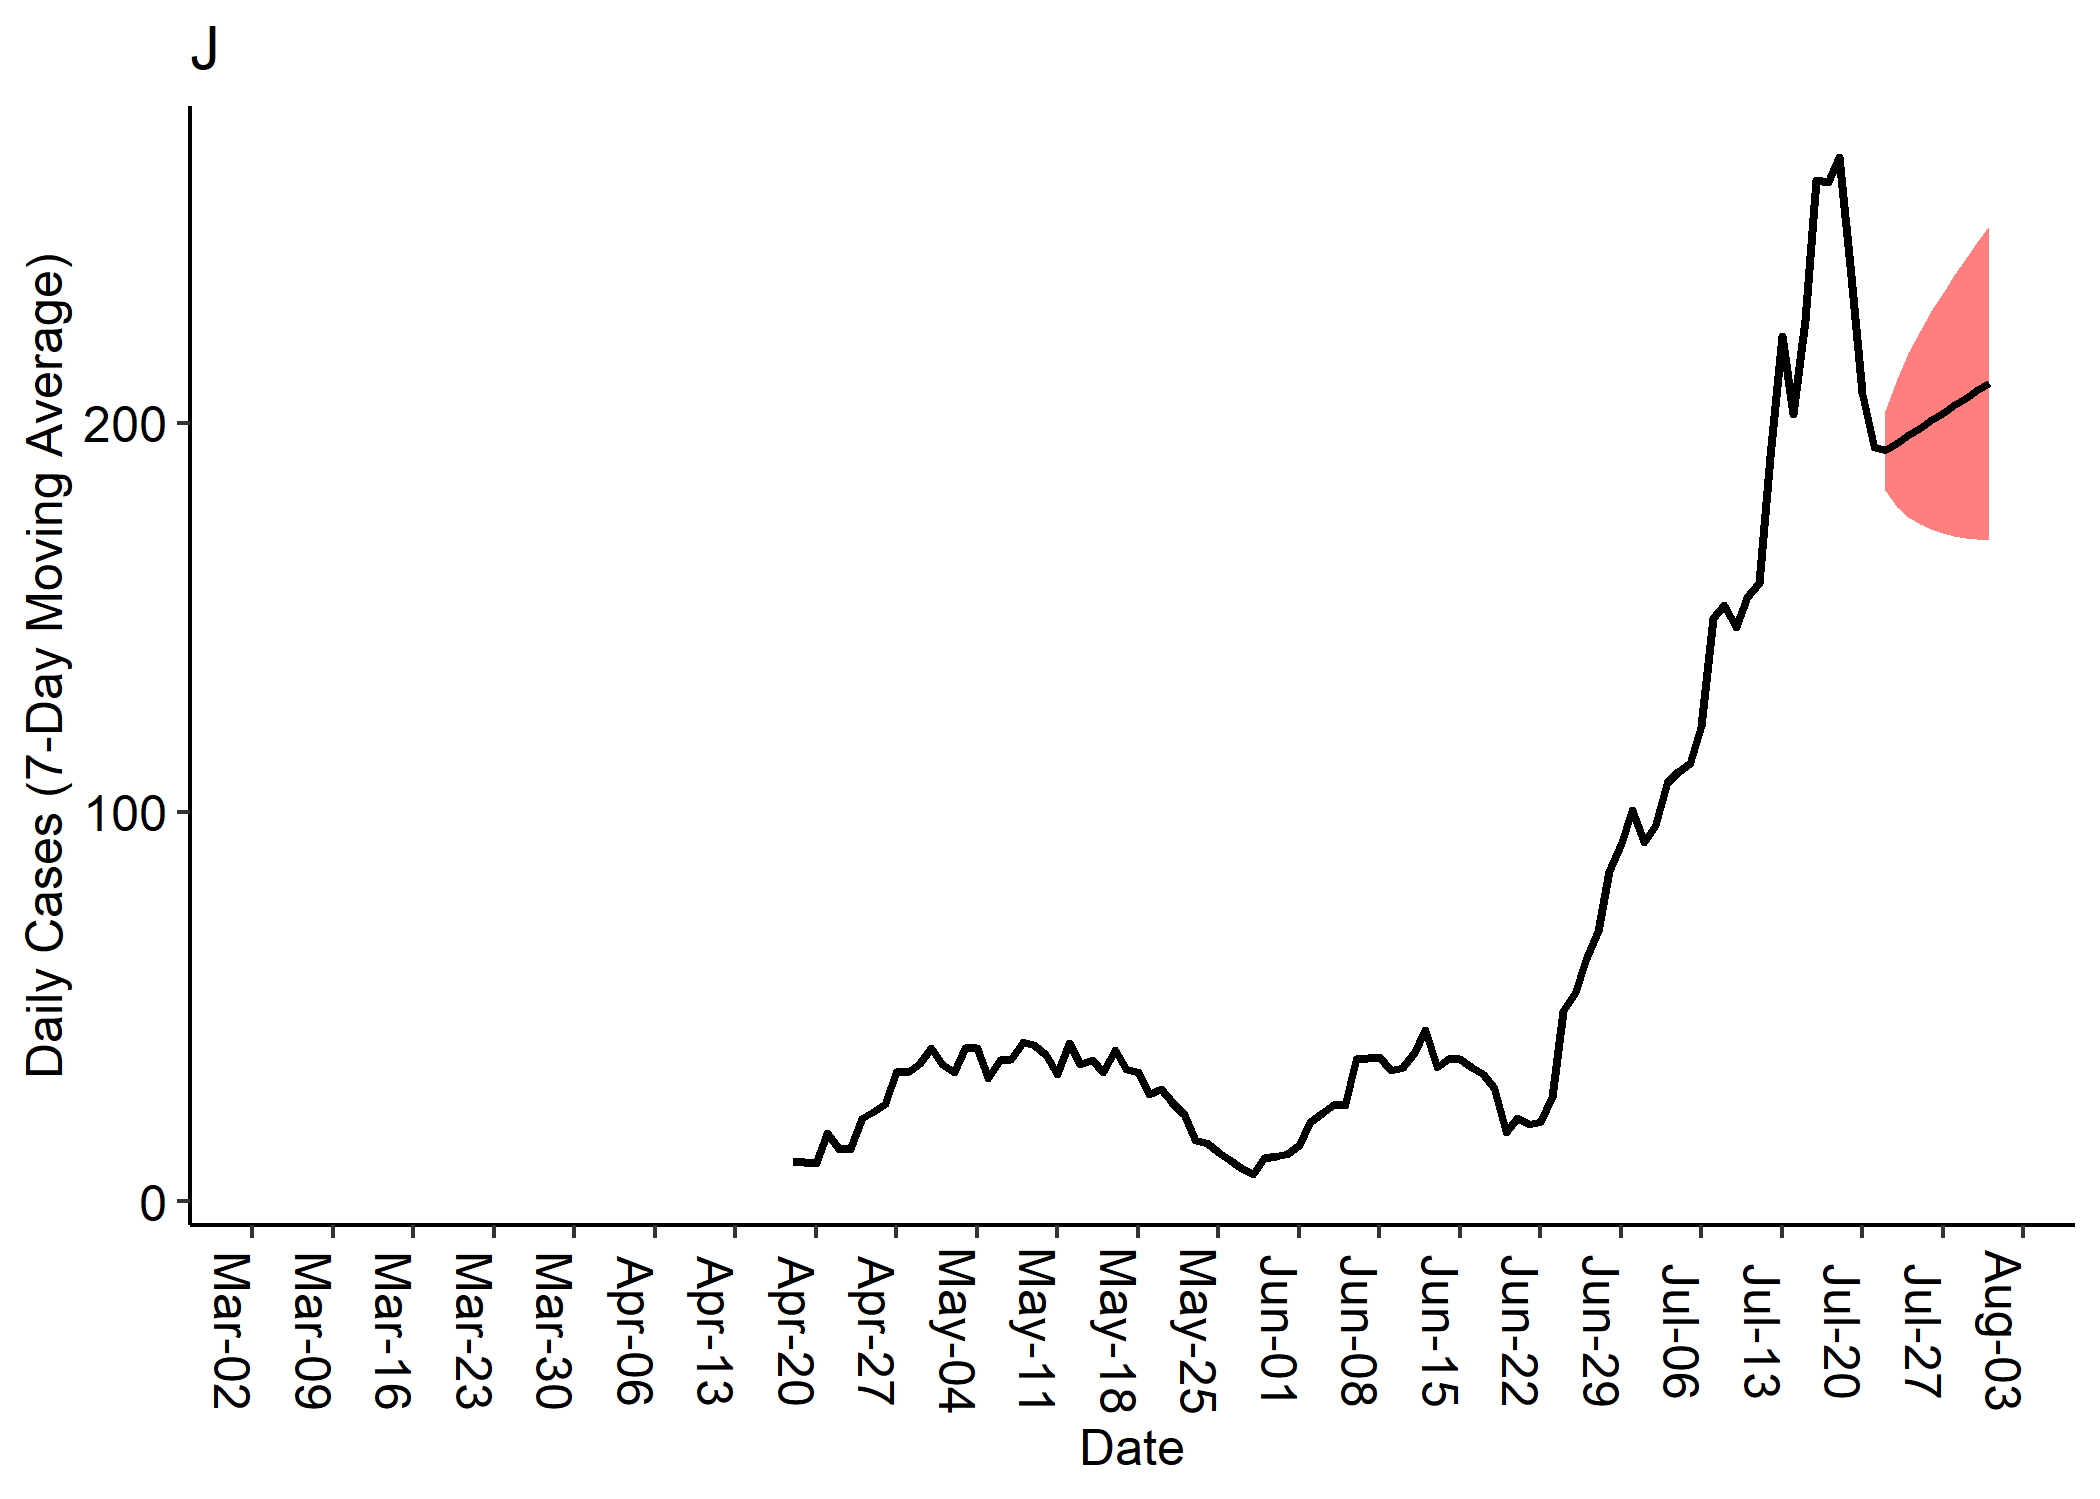 J
Daily Cases (7-Day Moving Average)
200
100
0
Mar-02
Mar-09
Mar-16
Mar-23
Mar-30
Apr-06
Apr-13
Apr-20
Apr-27
May-04
May-11
May-18
May-25
Jun-01
Jun-08
Jun-15
Jun-22
Jun-29
Jul-06
Jul-13
Jul-20
Jul-27
Aug-03
Date